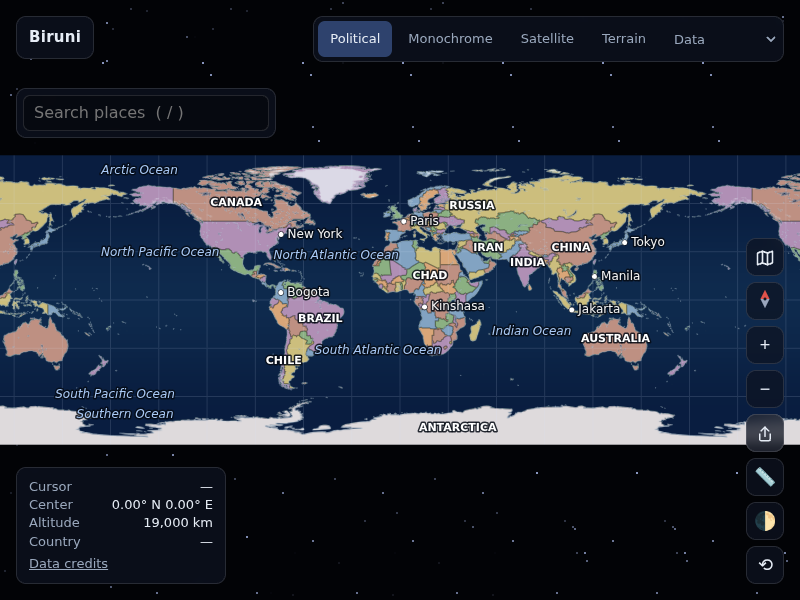 Biruni
Political Monochrome Satellite Terrain Data
Search places ( / )
Arctic Ocean
CANADA
RUSSIA
Paris
New York
Tokyo
North Pacific Ocean
North Atlantic Ocean
IRAN
CHINA
INDIA
CHAD
Manila
Bogota
Kinshasa
Jakarta
BRAZIL
Indian Ocean
AUSTRALIA
CHILE
South Atlantic Ocean
South Pacific Ocean
Southern Ocean
ANTARCTICA
+
−
Cursor —
Center 0.00° N 0.00° E
Altitude 19,000 km
Country —
Data credits